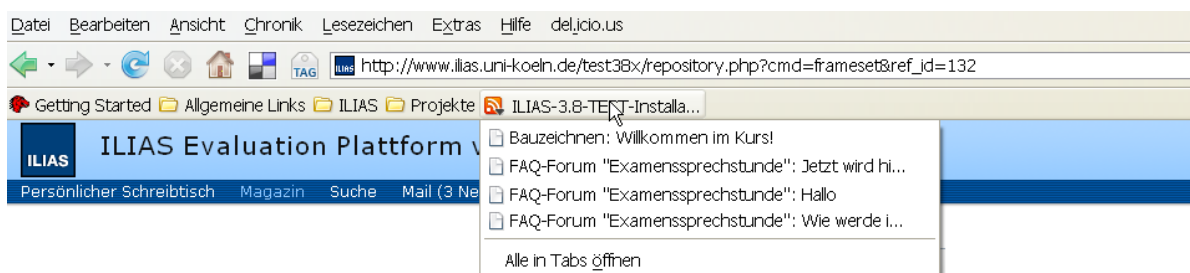 Datei Bearbeiten Ansicht Chronik Lesezeichen Extras Hilfe del.icio.us
TAG ILIAS http://www.ilias.uni-koeln.de/test38x/repository.php?cmd=frameset&ref_id=132
Getting Started Allgemeine Links ILIAS Projekte ILIAS-3.8-TEST-Installa...
ILIAS ILIAS Evaluation Plattform
Bauzeichnen: Willkommen im Kurs!
FAQ-Forum "Examenssprechstunde": Jetzt wird hi...
Persönlicher Schreibtisch Magazin Suche Mail (3 Ne
FAQ-Forum "Examenssprechstunde": Hallo
FAQ-Forum "Examenssprechstunde": Wie werde i...
Alle in Tabs öffnen